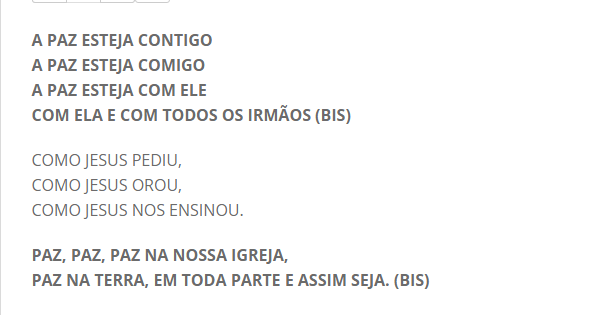 A PAZ ESTEJA CONTIGO
A PAZ ESTEJA COMIGO
A PAZ ESTEJA COM ELE
COM ELA E COM TODOS OS IRMÃOS (BIS)
COMO JESUS PEDIU,
COMO JESUS OROU,
COMO JESUS NOS ENSINOU.
PAZ, PAZ, PAZ NA NOSSA IGREJA,
PAZ NA TERRA, EM TODA PARTE E ASSIM SEJA. (BIS)